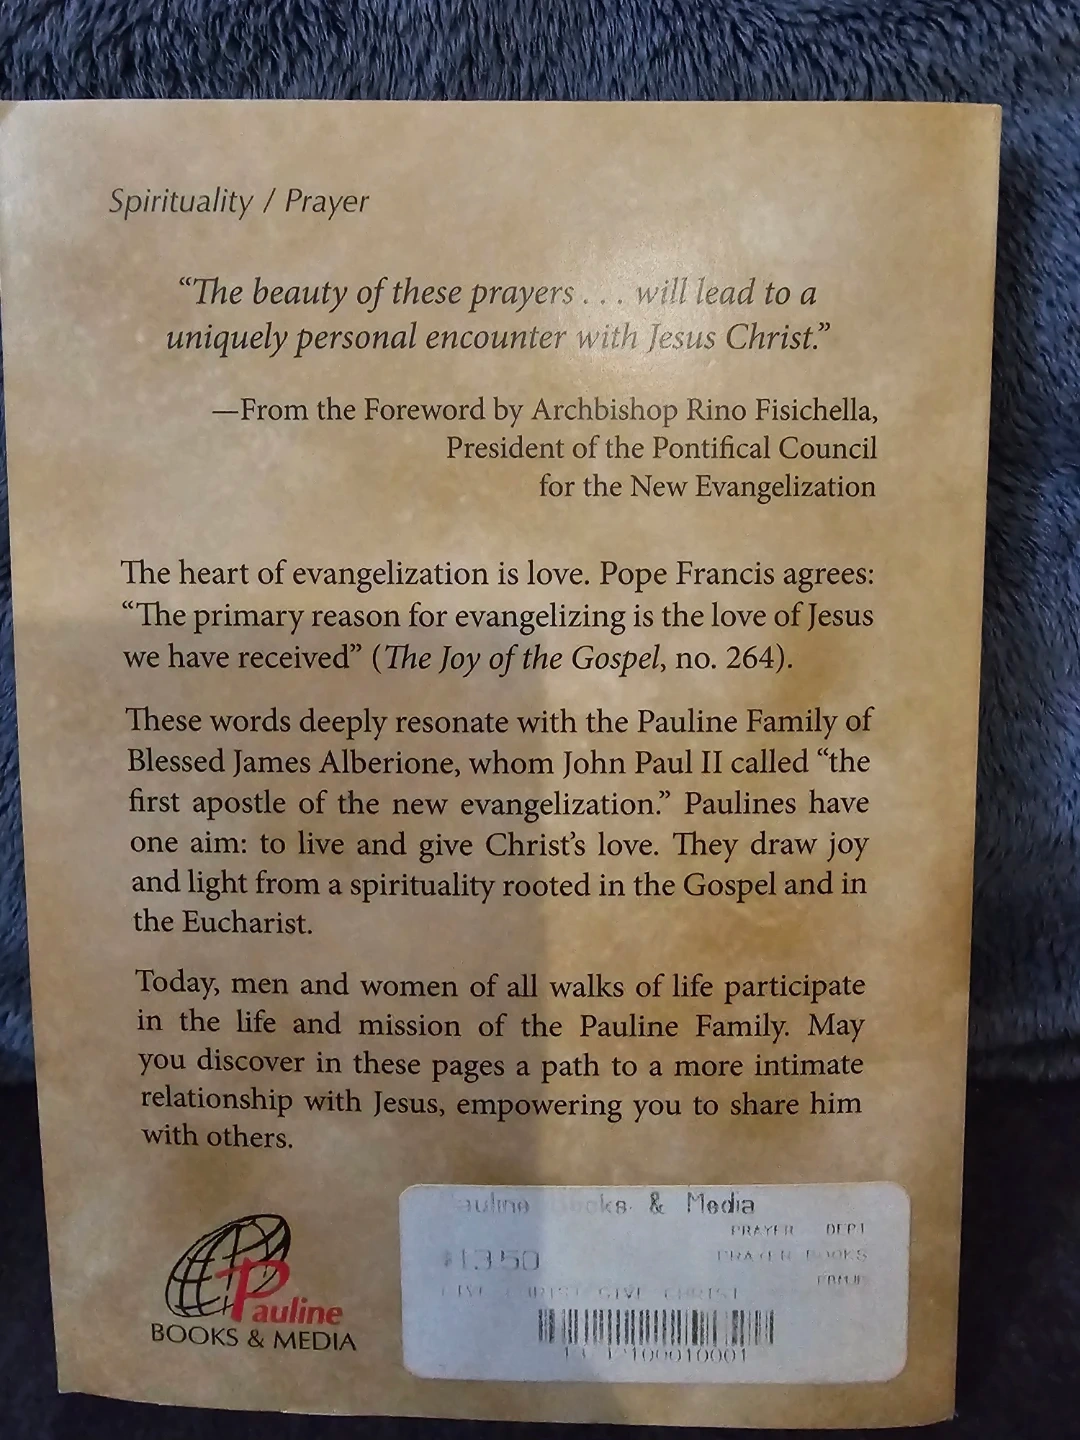 Spirituality / Prayer
“The beauty of these prayers . . . will lead to a
uniquely personal encounter with Jesus Christ.”
—From the Foreword by Archbishop Rino Fisichella,
President of the Pontifical Council
for the New Evangelization
The heart of evangelization is love. Pope Francis agrees:
“The primary reason for evangelizing is the love of Jesus
we have received” (The Joy of the Gospel, no. 264).
These words deeply resonate with the Pauline Family of
Blessed James Alberione, whom John Paul II called “the
first apostle of the new evangelization.” Paulines have
one aim: to live and give Christ’s love. They draw joy
and light from a spirituality rooted in the Gospel and in
the Eucharist.
Today, men and women of all walks of life participate
in the life and mission of the Pauline Family. May
you discover in these pages a path to a more intimate
relationship with Jesus, empowering you to share him
with others.
Pauline
BOOKS & MEDIA
Pauline Books & Media
PRAYER DEPT
$13.50
PRAYER BOOKS
GIVE CHRIST